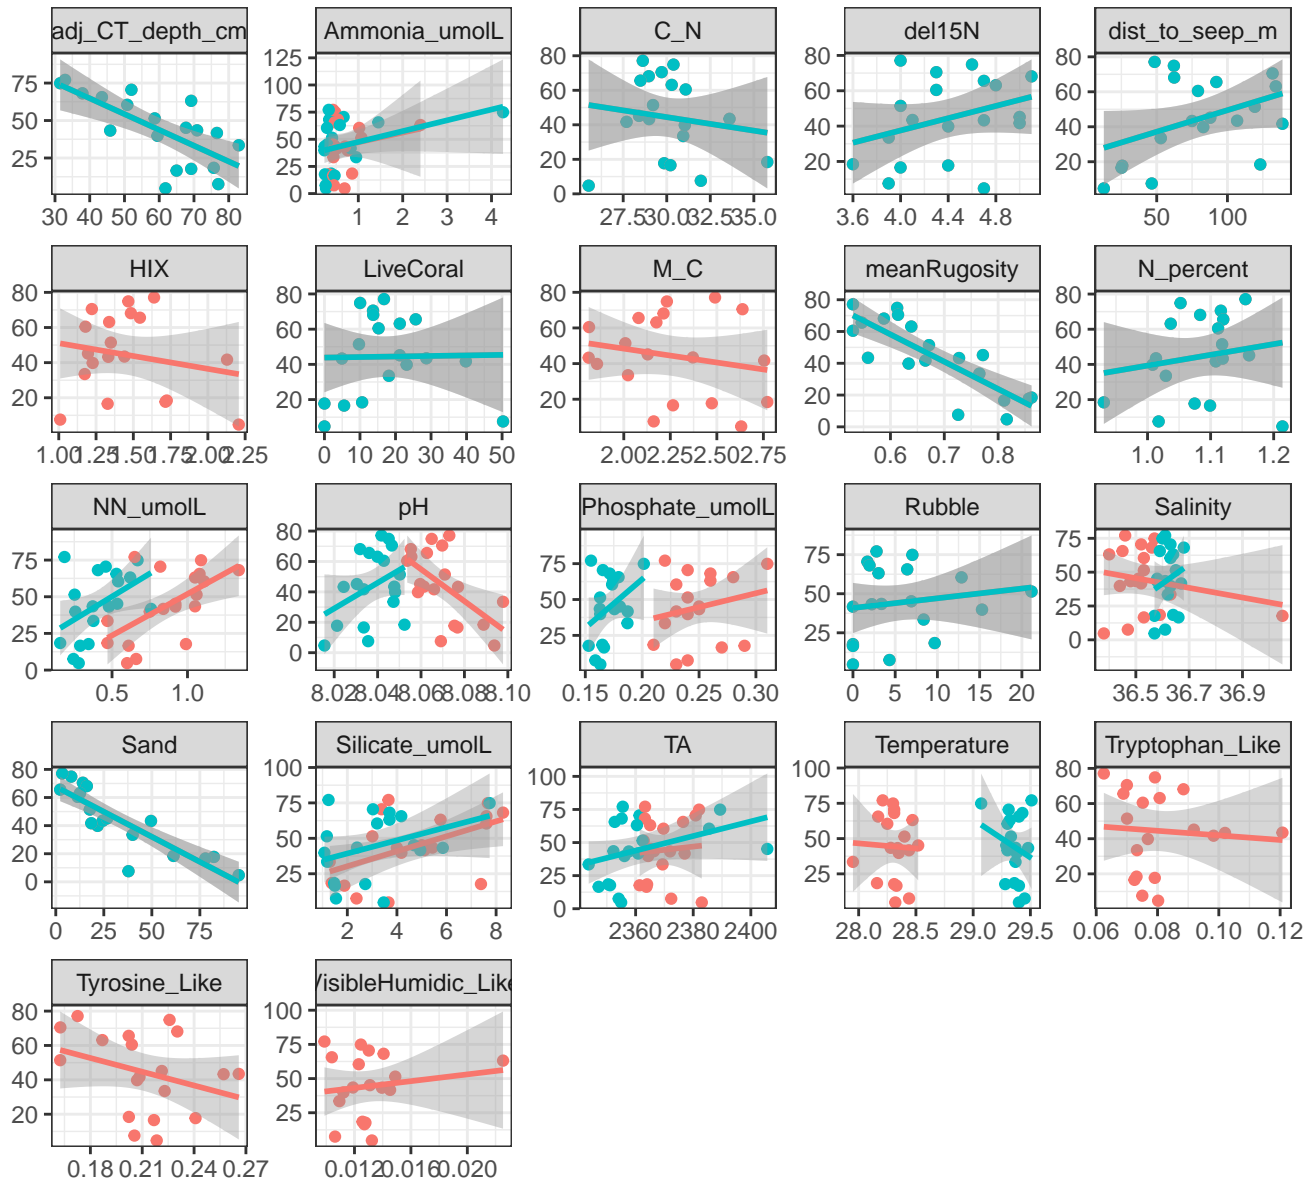 adj_CT_depth_cm Ammonia_umolL C_N del15N dist_to_seep_m
75 50 25
30 40 50 60 70 80
125 100 75 50 25 0
1 2 3 4
80 60 40 20 0
27.5 30.0 32.5 35.0
80 60 40 20 0
3.6 4.0 4.4 4.8
80 60 40 20 0
50 100
HIX LiveCoral M_C meanRugosity N_percent
80 60 40 20
1.00 1.25 1.50 1.75 2.00 2.25
80 60 40 20
0 10 20 30 40 50
80 60 40 20
2.00 2.25 2.50 2.75
80 60 40 20 0
0.6 0.7 0.8
80 60 40 20
1.0 1.1 1.2
NN_umolL pH Phosphate_umolL Rubble Salinity
75 50 25 0
0.5 1.0
80 60 40 20 0
8.02 8.04 8.06 8.08 8.10
75 50 25 0
0.15 0.20 0.25 0.30
75 50 25
0 5 10 15 20
75 50 25 0
36.5 36.7 36.9
Sand Silicate_umolL TA Temperature Tryptophan_Like
75 50 25 0
0 25 50 75
100 75 50 25
2 4 6 8
100 75 50 25 0
2360 2380 2400
80 60 40 20
28.0 28.5 29.0 29.5
80 60 40 20
0.06 0.08 0.10 0.12
Tyrosine_Like VisibleHumidic_Like
80 60 40 20
0.18 0.21 0.24 0.27
100 75 50 25
0.012 0.016 0.020